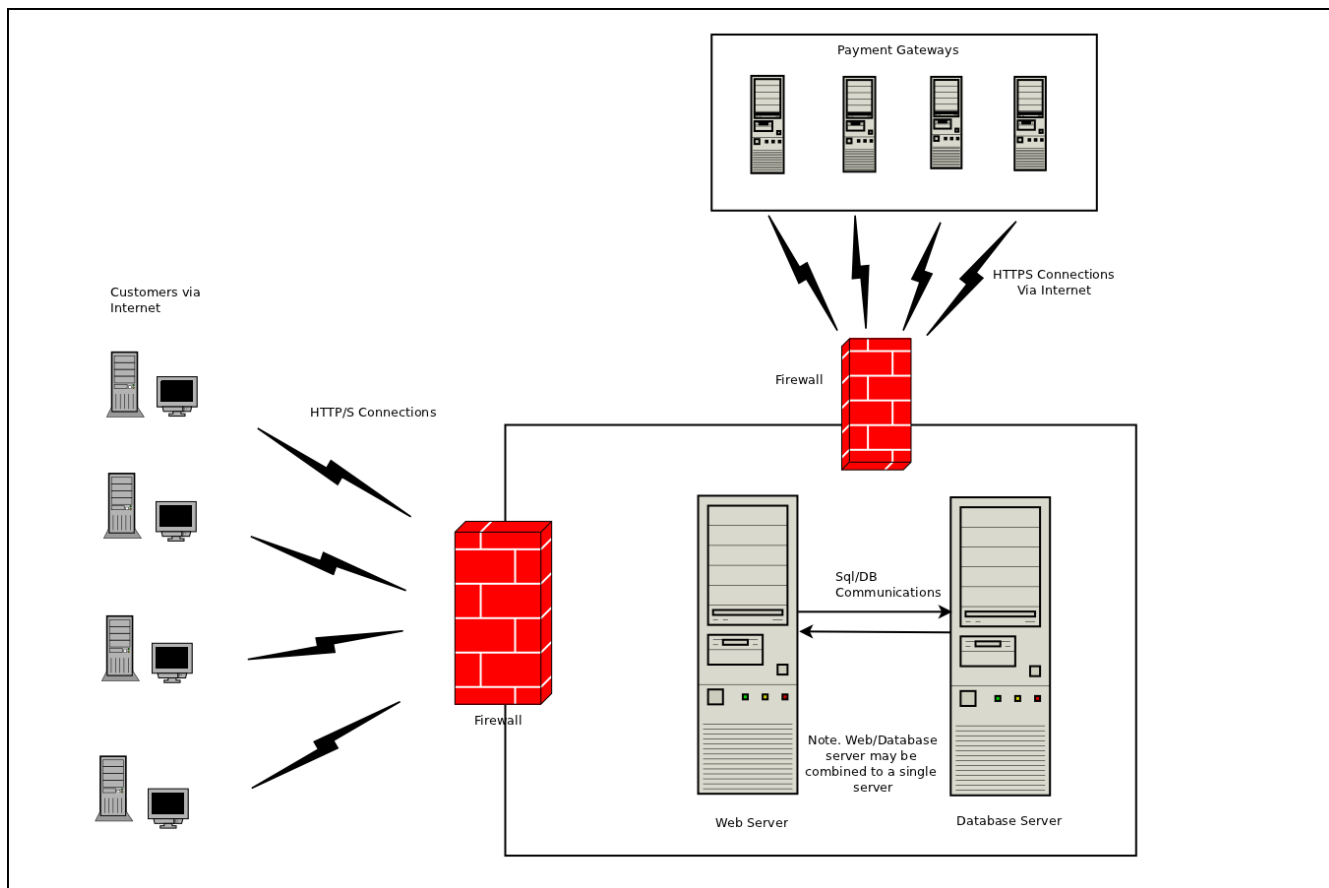 Payment Gateways
HTTPS Connections
Via Internet
Customers via
Internet
Firewall
HTTP/S Connections
Sql/DB
Communications
Firewall
Note. Web/Database
server may be
combined to a single
server
Web Server
Database Server